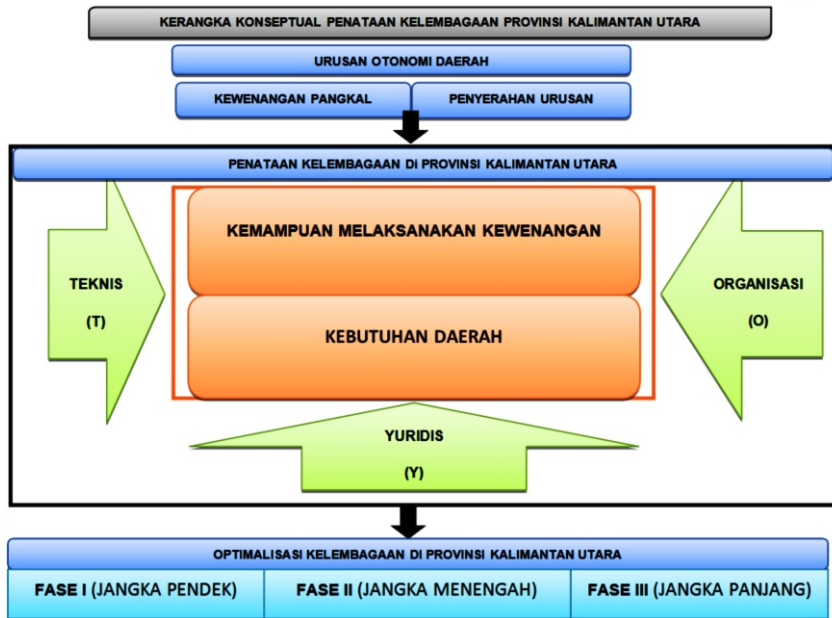 KERANGKA KONSEPTUAL PENATAAN KELEMBAGAAN PROVINSI KALIMANTAN UTARA
URUSAN OTONOMI DAERAH
KEWENANGAN PANGKAL
PENYERAHAN URUSAN
PENATAAN KELEMBAGAAN DI PROVINSI KALIMANTAN UTARA
KEMAMPUAN MELAKSANAKAN KEWENANGAN
TEKNIS
(T)
ORGANISASI
(O)
KEBUTUHAN DAERAH
YURIDIS
(Y)
OPTIMALISASI KELEMBAGAAN DI PROVINSI KALIMANTAN UTARA
FASE I (JANGKA PENDEK)
FASE II (JANGKA MENENGAH)
FASE III (JANGKA PANJANG)